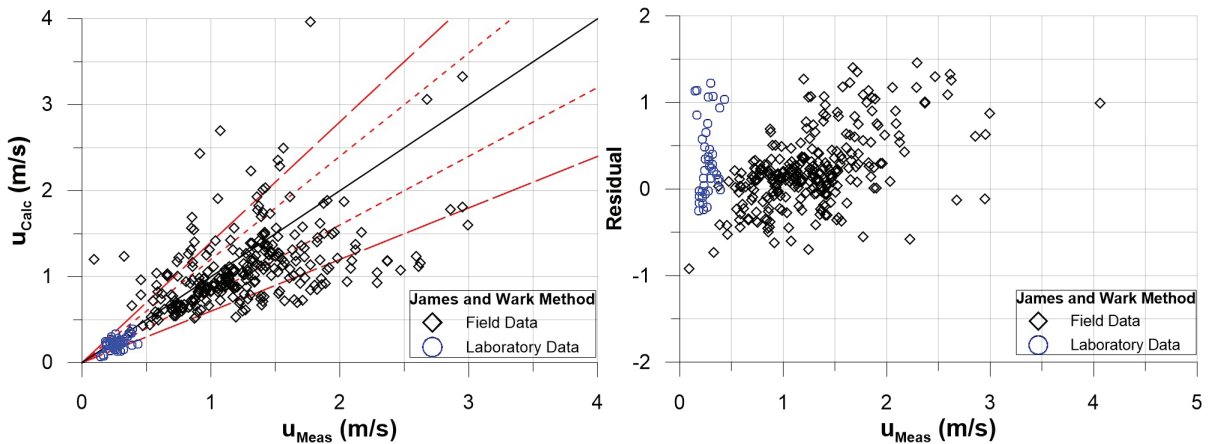 4
3
2
1
0
u_Calc (m/s)
0
1
2
3
4
u_Meas (m/s)
James and Wark Method
Field Data
Laboratory Data
2
1
0
-1
-2
Residual
0
1
2
3
4
5
u_Meas (m/s)
James and Wark Method
Field Data
Laboratory Data